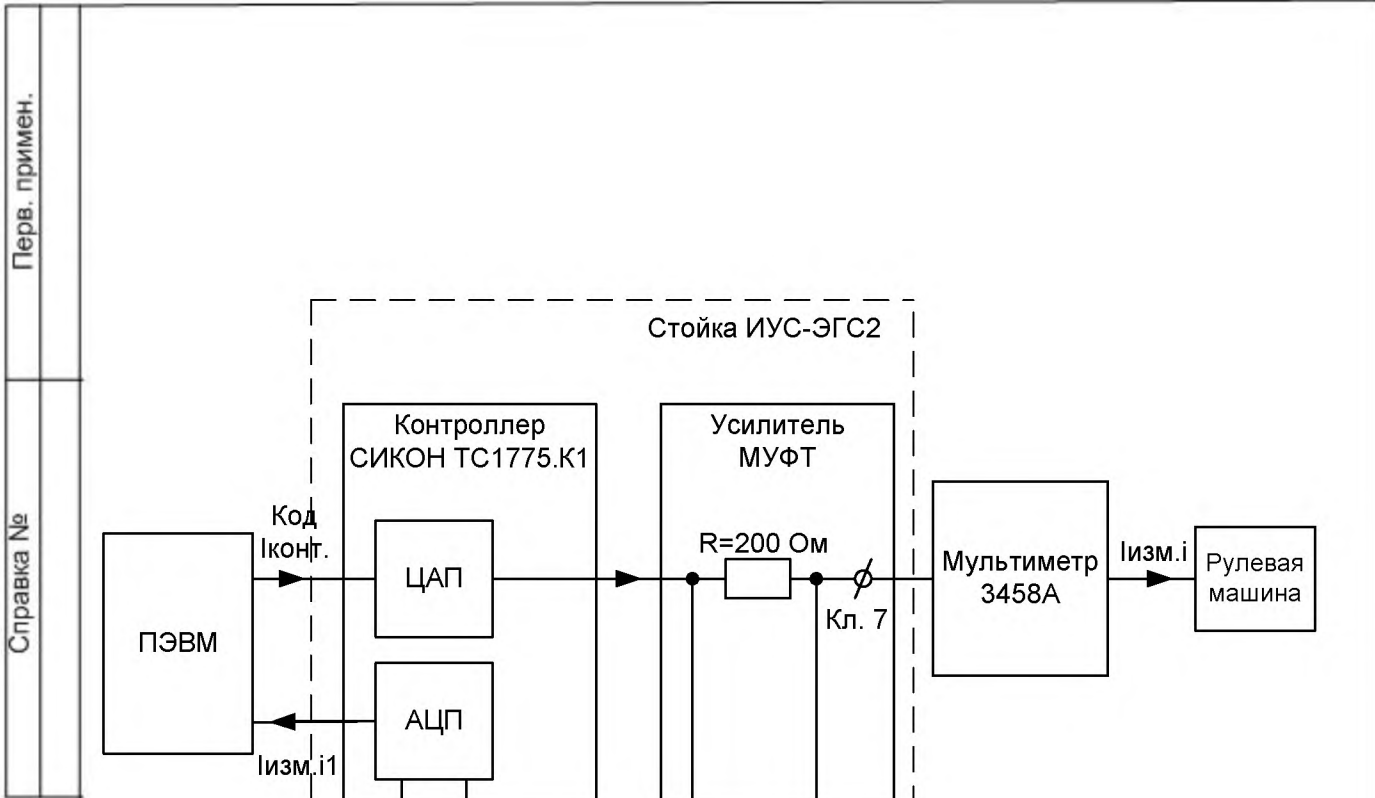 Перв. примен.
Справка №
Стойка ИУС-ЭГС2
Контроллер
СИКОН ТС1775.К1
Усилитель
МУФТ
Код
Iконт.
ЦАП
R=200 Ом
Кл. 7
Мультиметр
3458А
Iизм.i
Рулевая
машина
ПЭВМ
АЦП
Iизм.i1